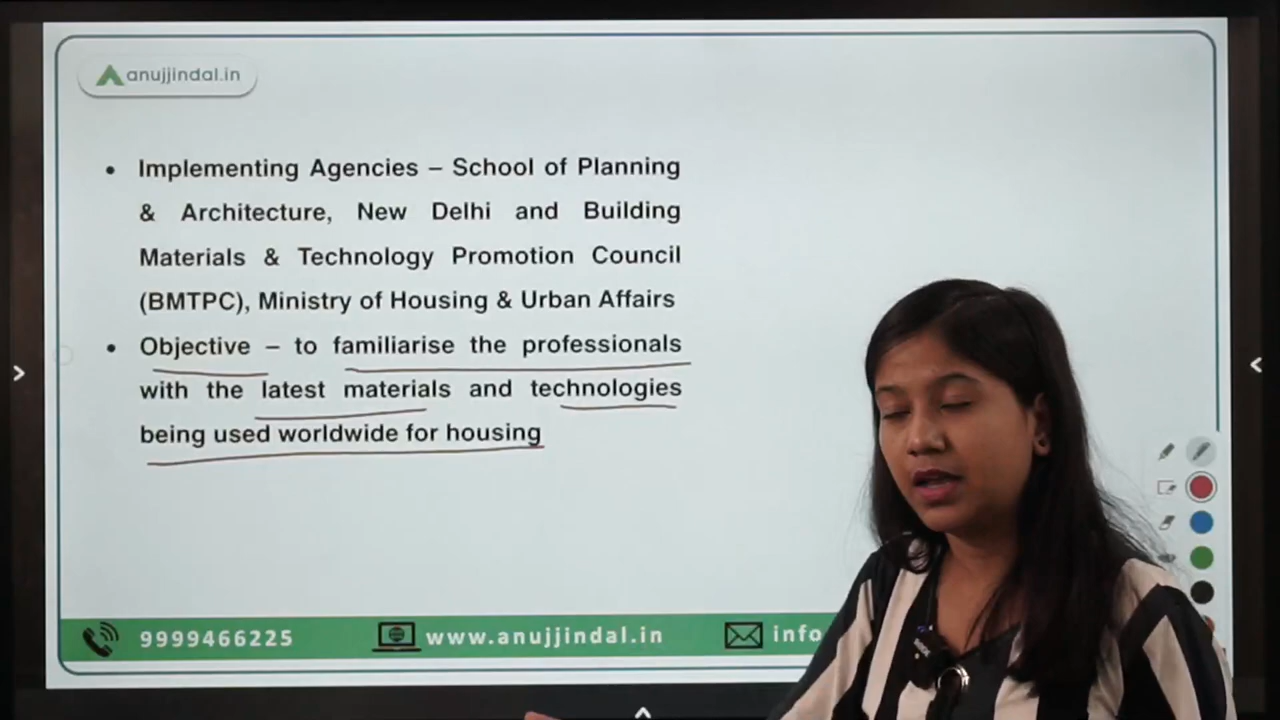 anujjindal.in
• Implementing Agencies – School of Planning
& Architecture, New Delhi and Building
Materials & Technology Promotion Council
(BMTPC), Ministry of Housing & Urban Affairs
• Objective – to familiarise the professionals
with the latest materials and technologies
being used worldwide for housing
9999466225 www.anujjindal.in info